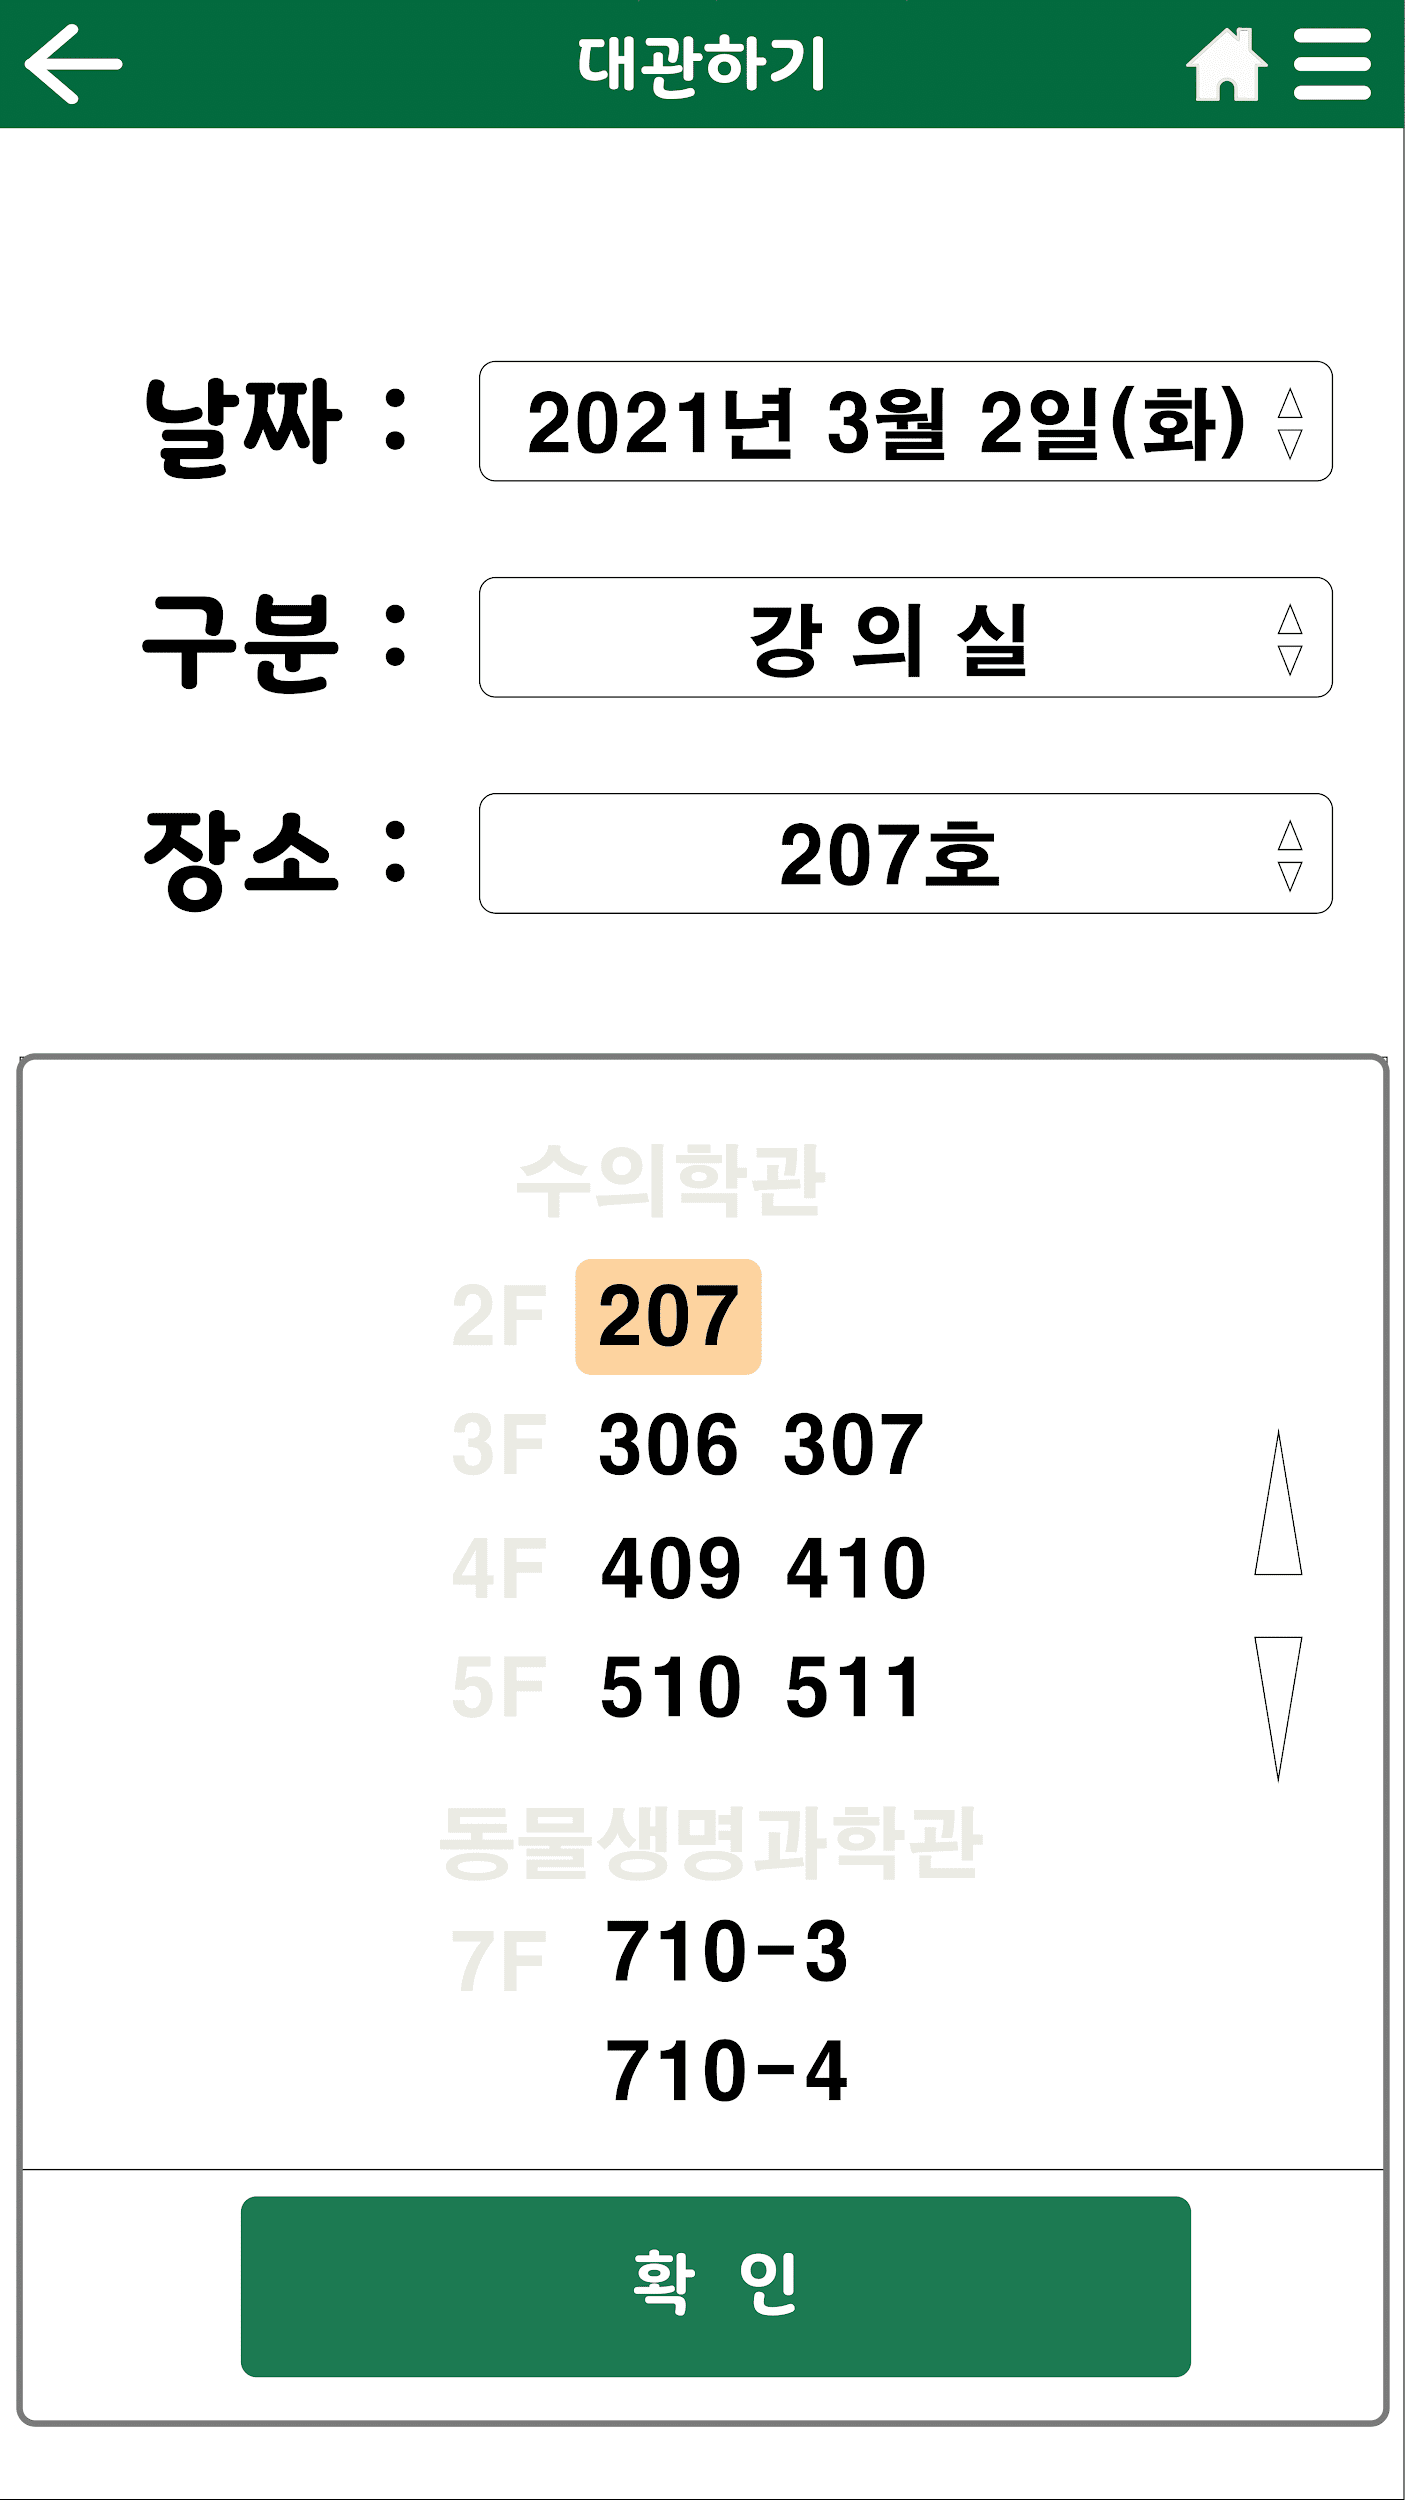 대관하기
날짜 : 2021년 3월 2일(화)
구분 : 강 의 실
장소 : 207호
수의학관
2F 207
3F 306 307
4F 409 410
5F 510 511
동물생명과학관
7F 710-3
710-4
확 인